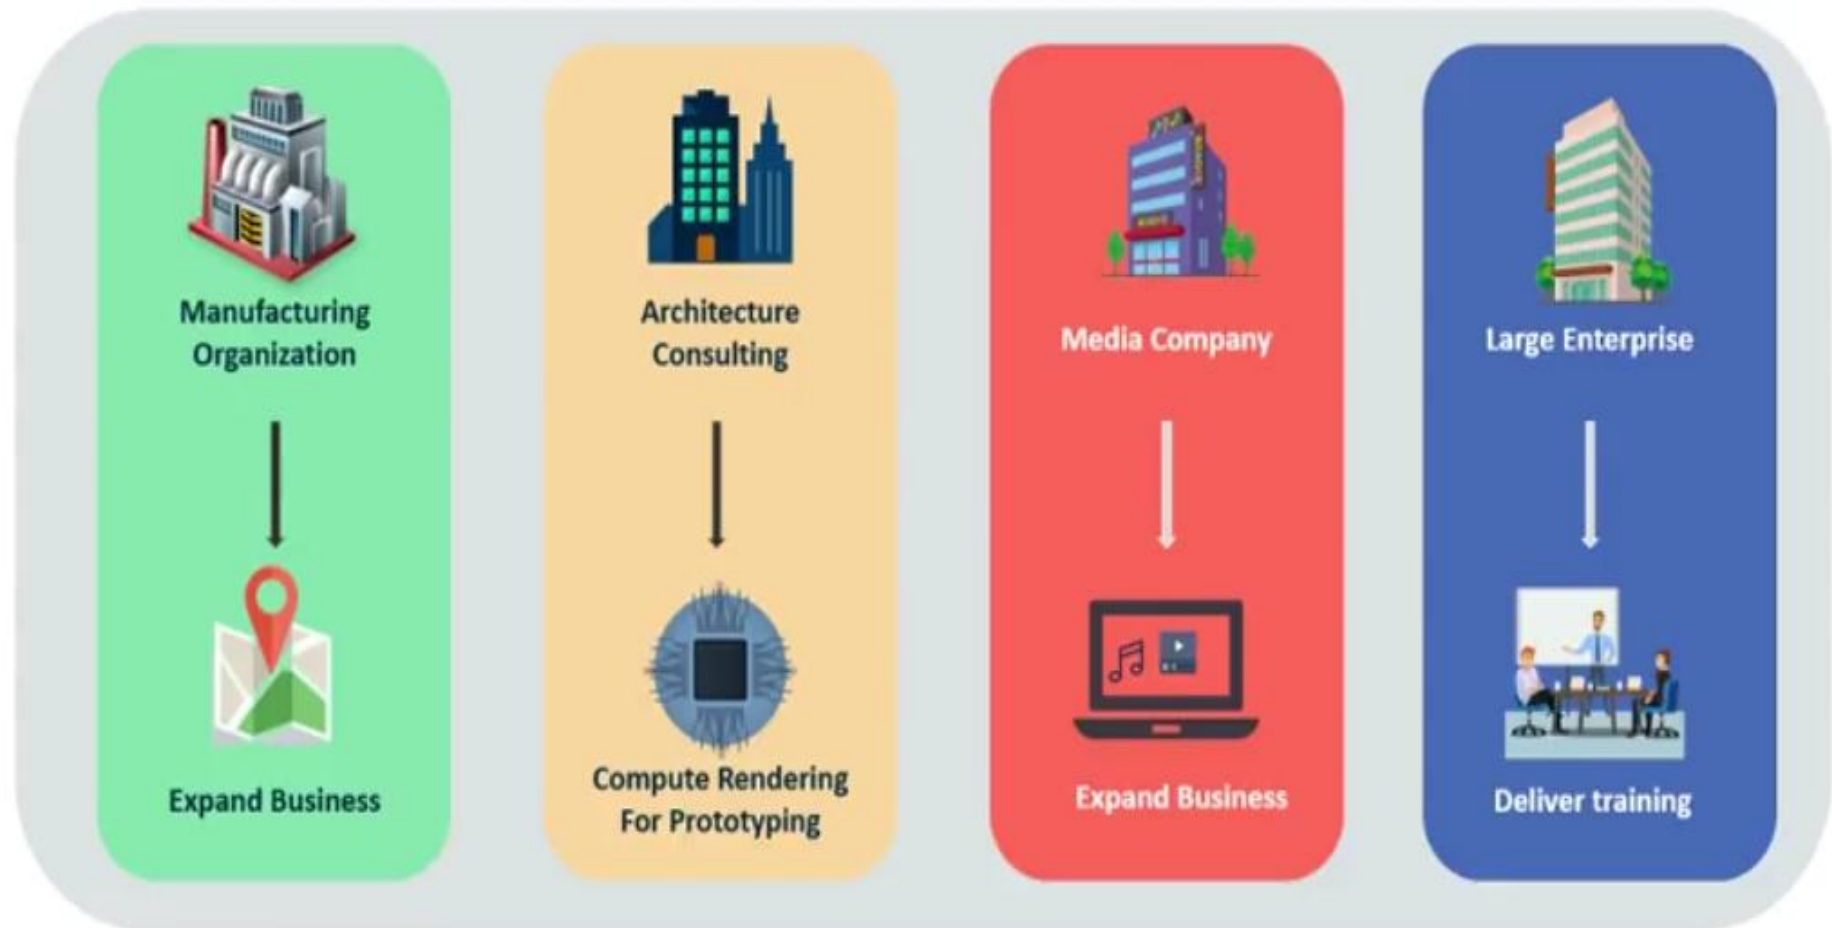 Manufacturing
Organization
Expand Business
Architecture
Consulting
Compute Rendering
For Prototyping
Media Company
Expand Business
Large Enterprise
Deliver training